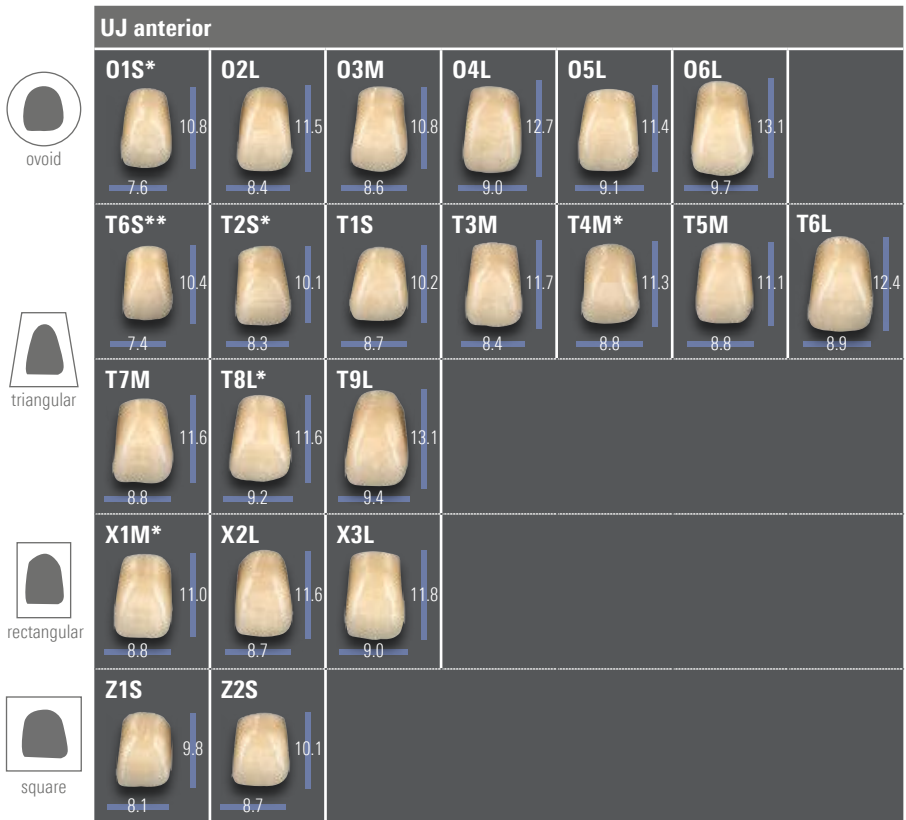 UJ anterior
O1S* O2L O3M O4L O5L O6L
10.8 11.5 10.8 12.7 11.4 13.1
ovoid
7.6 8.4 8.6 9.0 9.1 9.7
T6S** T2S* T1S T3M T4M* T5M T6L
10.4 10.1 10.2 11.7 11.3 11.1 12.4
7.4 8.3 8.7 8.4 8.8 8.8 8.9
triangular
T7M T8L* T9L
11.6 11.6 13.1
8.8 9.2 9.4
X1M* X2L X3L
11.0 11.6 11.8
rectangular
8.8 8.7 9.0
Z1S Z2S
9.8 10.1
square
8.1 8.7